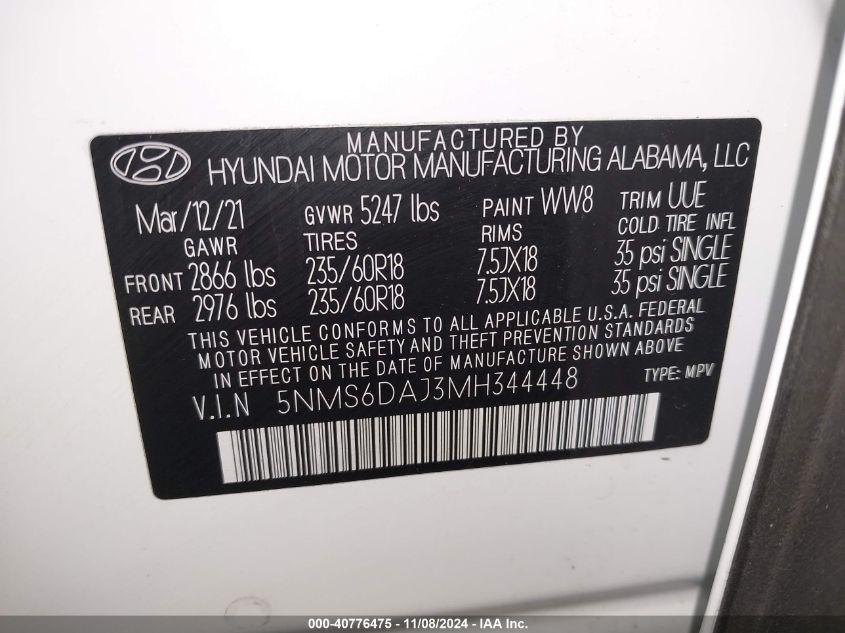 MANUFACTURED BY
HYUNDAI MOTOR MANUFACTURING ALABAMA, LLC
Mar/12/21 GVWR 5247 lbs PAINT WW8 TRIM UUE
GAWR TIRES RIMS COLD TIRE INFL
FRONT 2866 lbs 235/60R18 7.5JX18 35 psi SINGLE
REAR 2976 lbs 235/60R18 7.5JX18 35 psi SINGLE
THIS VEHICLE CONFORMS TO ALL APPLICABLE U.S.A. FEDERAL
MOTOR VEHICLE SAFETY AND THEFT PREVENTION STANDARDS
IN EFFECT ON THE DATE OF MANUFACTURE SHOWN ABOVE
V.I.N 5NMS6DAJ3MH344448 TYPE: MPV
000-40776475 - 11/08/2024 - IAA Inc.